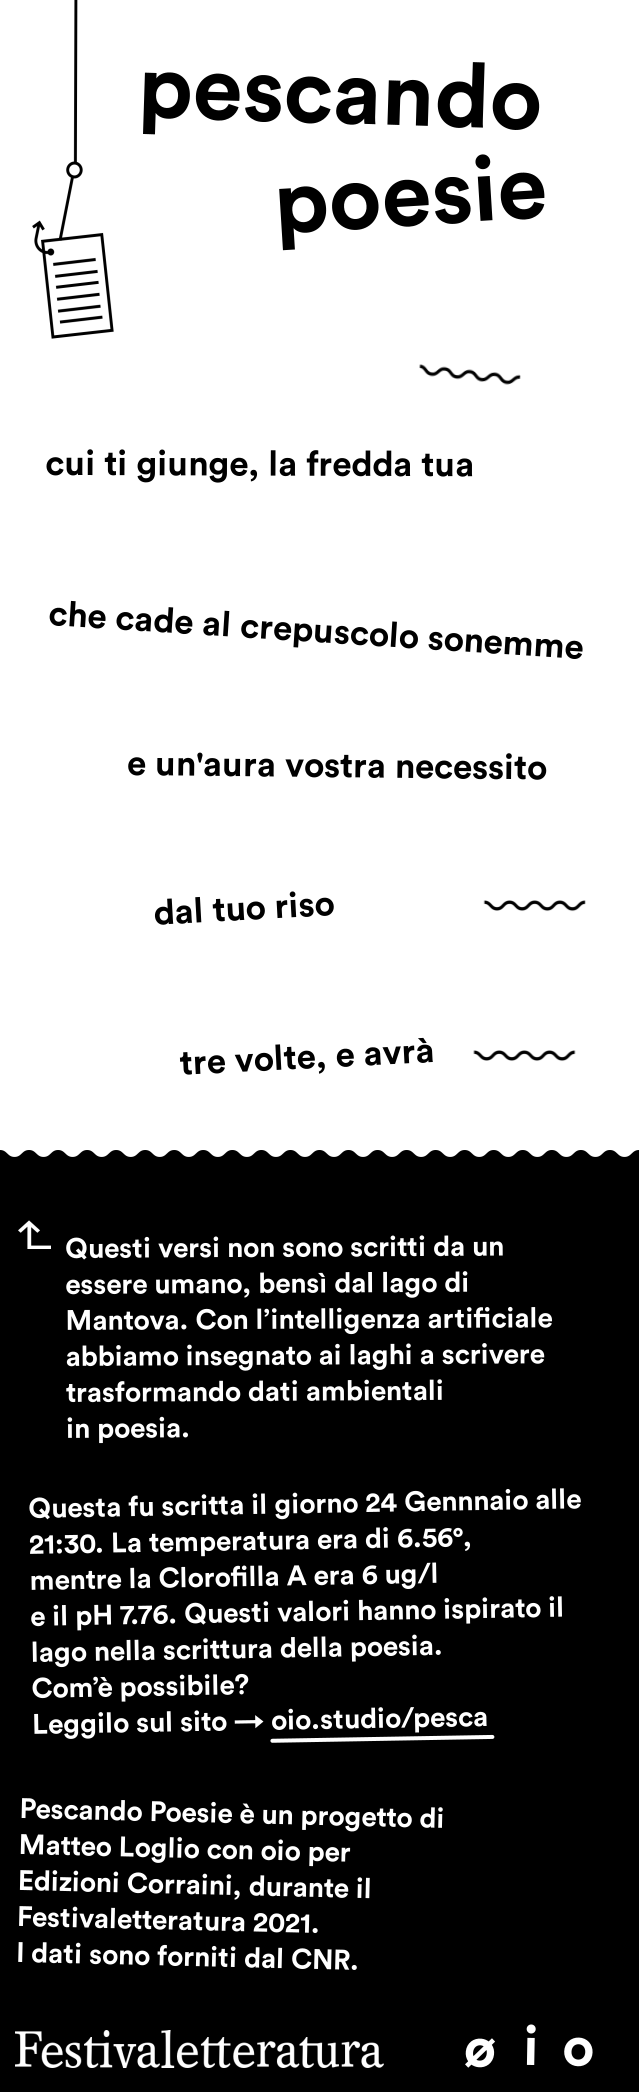 pescando
poesie
cui ti giunge, la fredda tua
che cade al crepuscolo sonemme
e un'aura vostra necessito
dal tuo riso
tre volte, e avrà
Questi versi non sono scritti da un
essere umano, bensì dal lago di
Mantova. Con l’intelligenza artificiale
abbiamo insegnato ai laghi a scrivere
trasformando dati ambientali
in poesia.
Questa fu scritta il giorno 24 Gennnaio alle
21:30. La temperatura era di 6.56°,
mentre la Clorofilla A era 6 ug/l
e il pH 7.76. Questi valori hanno ispirato il
lago nella scrittura della poesia.
Com’è possibile?
Leggilo sul sito → oio.studio/pesca
Pescando Poesie è un progetto di
Matteo Loglio con oio per
Edizioni Corraini, durante il
Festivaletteratura 2021.
I dati sono forniti dal CNR.
Festivaletteratura ø i o